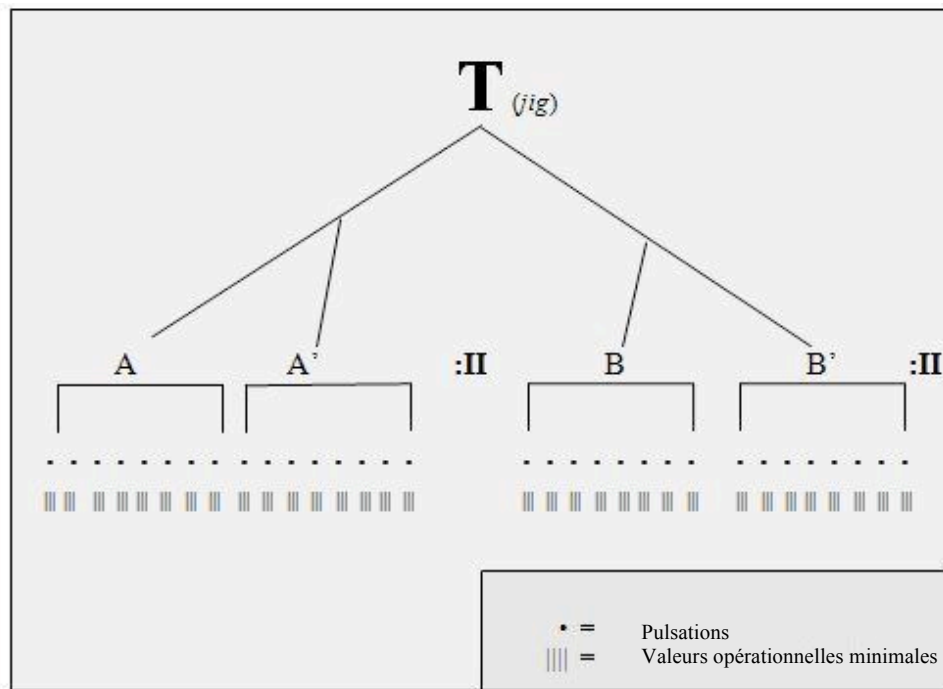 T (jig)
A A’ :II B B’ :II
• = Pulsations
|||| = Valeurs opérationnelles minimales